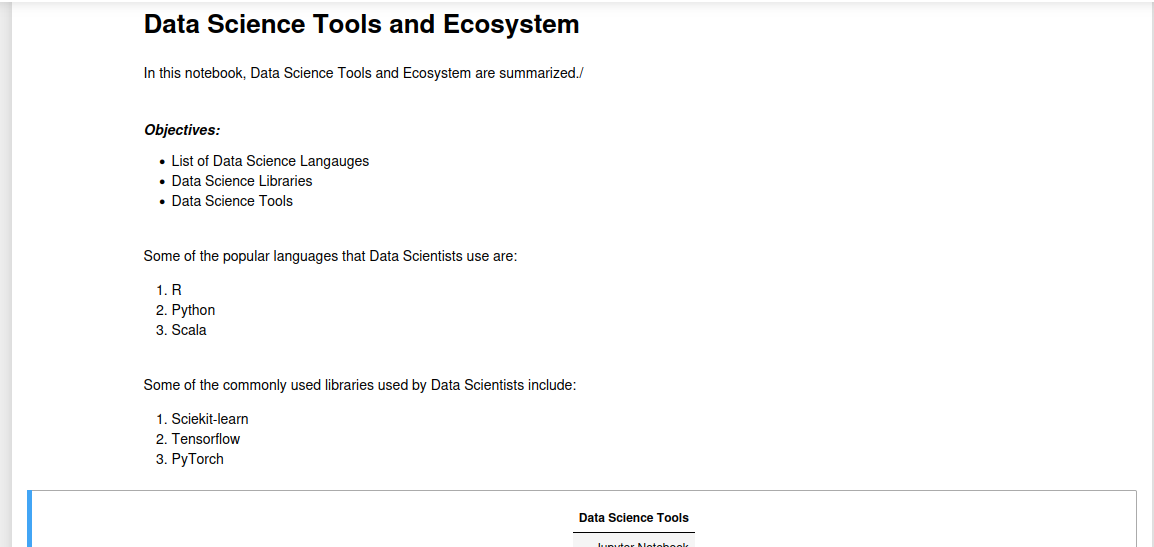 Data Science Tools and Ecosystem
In this notebook, Data Science Tools and Ecosystem are summarized./
Objectives:
• List of Data Science Langauges
• Data Science Libraries
• Data Science Tools
Some of the popular languages that Data Scientists use are:
1. R
2. Python
3. Scala
Some of the commonly used libraries used by Data Scientists include:
1. Sciekit-learn
2. Tensorflow
3. PyTorch
Data Science Tools
Jupyter Notebook